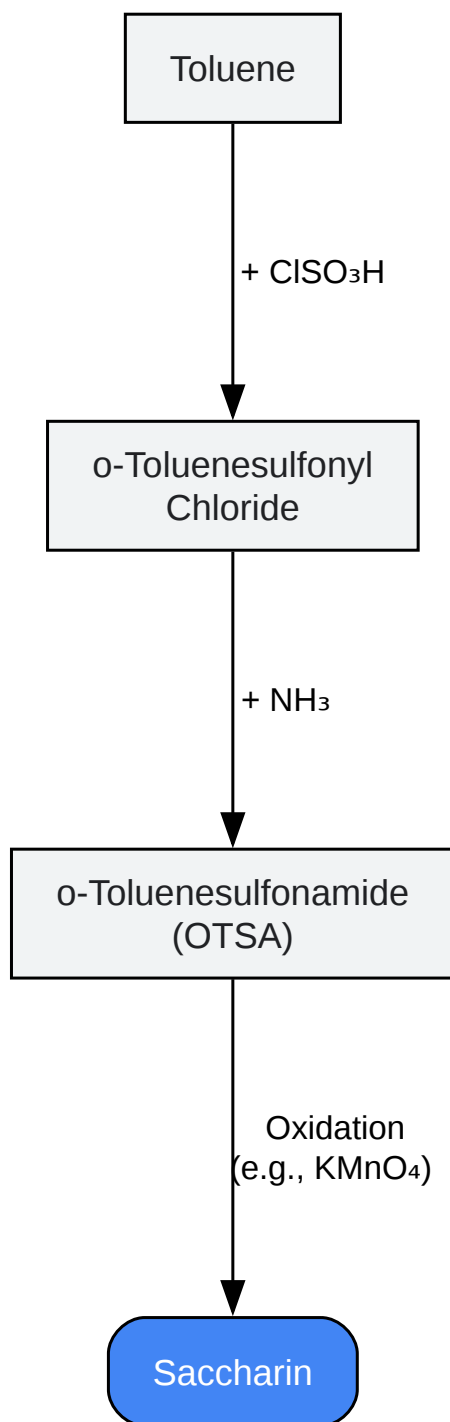 Toluene
+ ClSO₃H
o-Toluenesulfonyl
Chloride
+ NH₃
o-Toluenesulfonamide
(OTSA)
Oxidation
(e.g., KMnO₄)
Saccharin